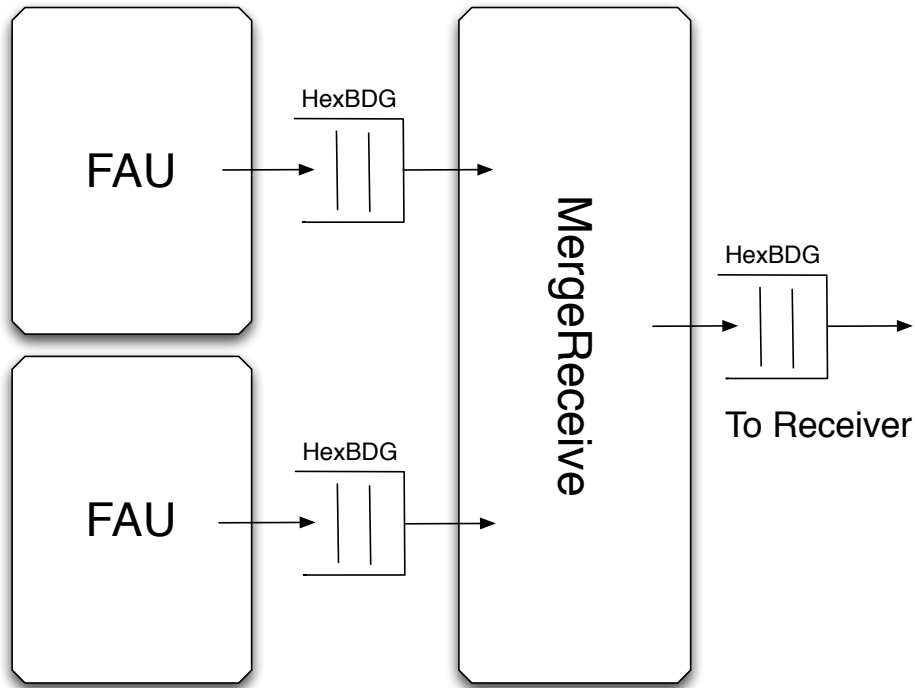 HexBDG
FAU
MergeReceive
HexBDG
To Receiver
HexBDG
FAU